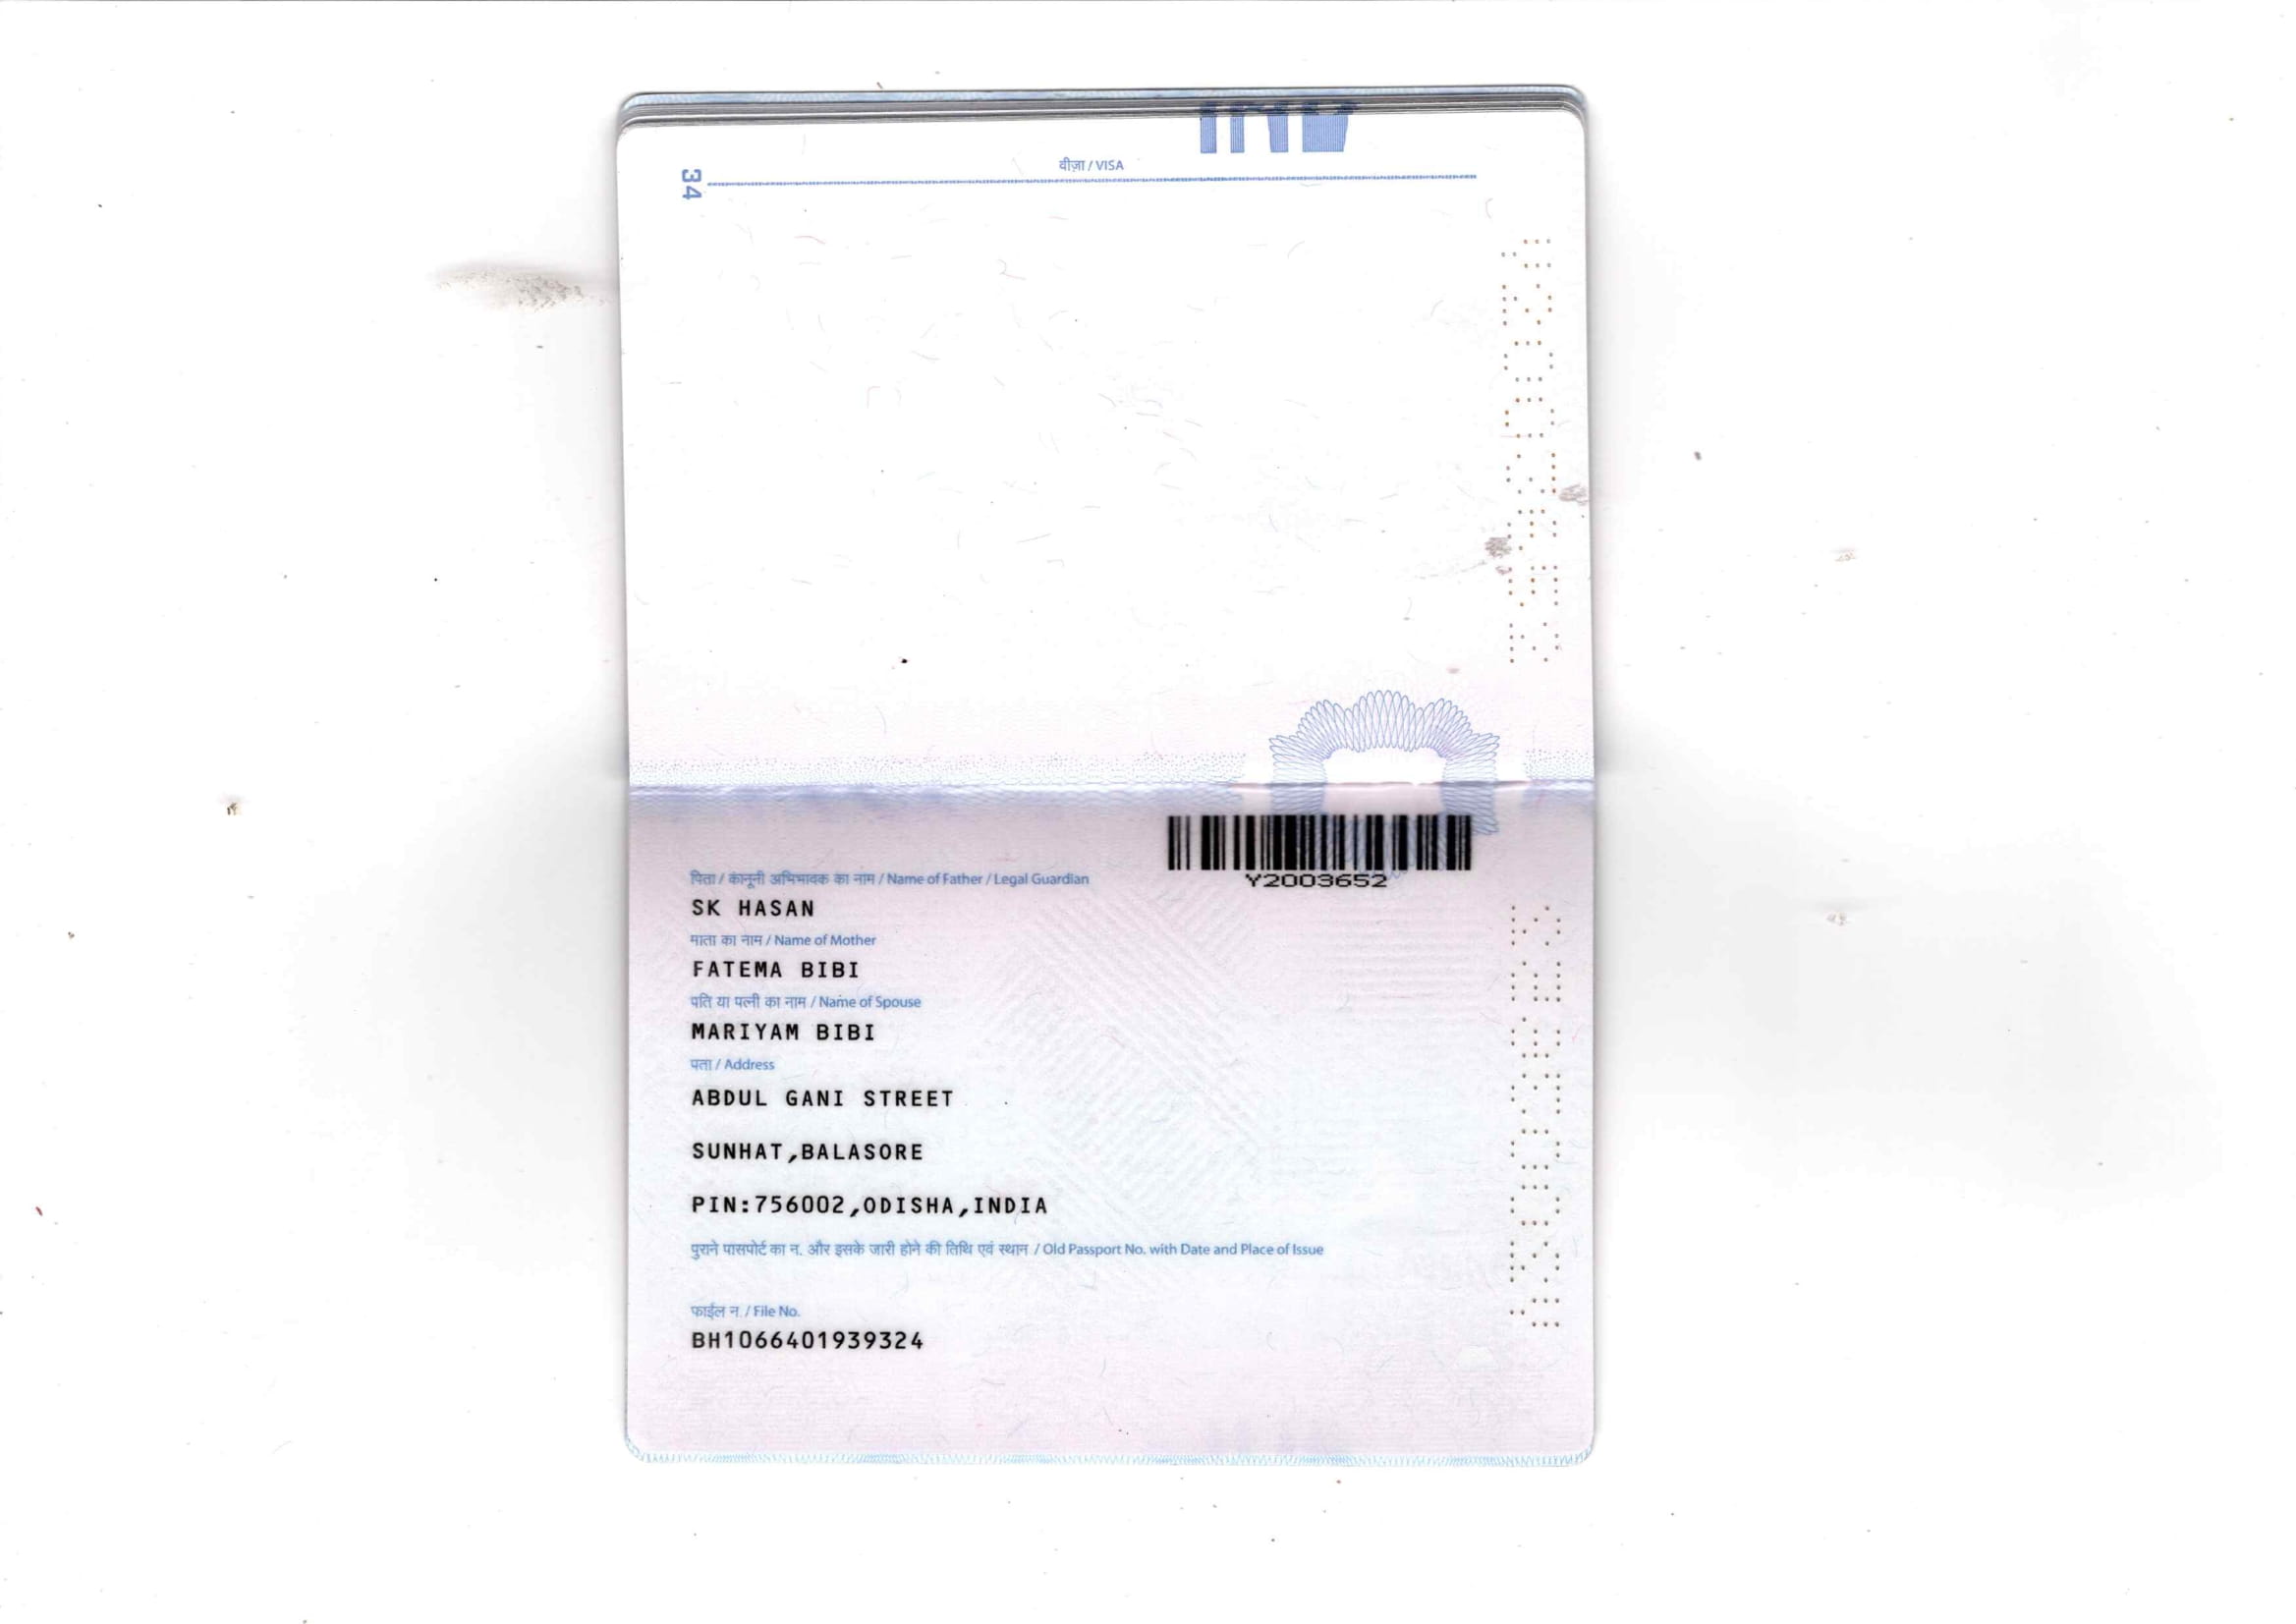 34
वीज़ा / VISA
Y2003652
पिता / कानूनी अभिभावक का नाम / Name of Father / Legal Guardian
SK HASAN
माता का नाम / Name of Mother
FATEMA BIBI
पति या पत्नी का नाम / Name of Spouse
MARIYAM BIBI
पता / Address
ABDUL GANI STREET
SUNHAT,BALASORE
PIN:756002,ODISHA,INDIA
पुराने पासपोर्ट का न. और इसके जारी होने की तिथि एवं स्थान / Old Passport No. with Date and Place of Issue
फाईल न. / File No.
BH1066401939324